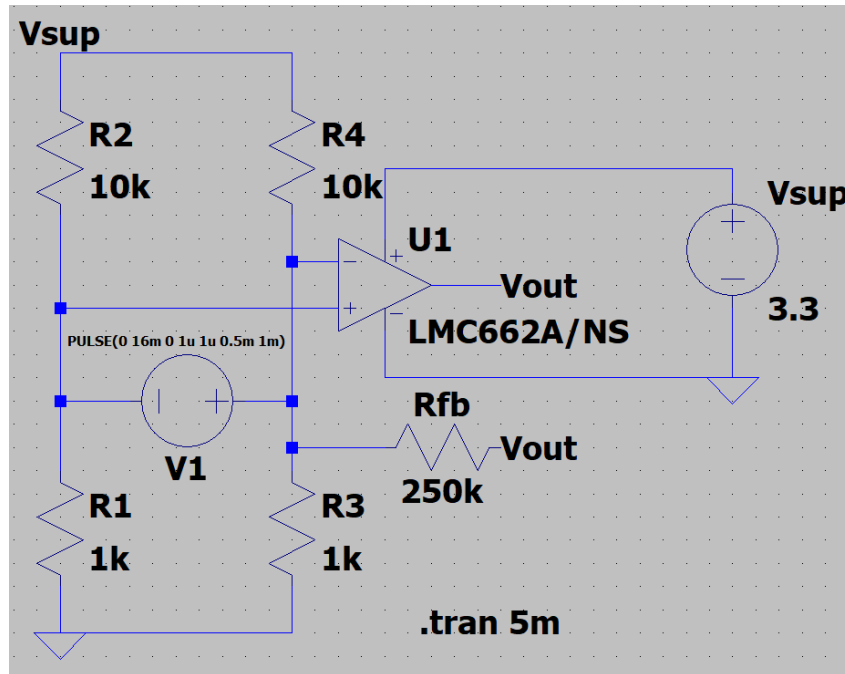 Vsup
R2
10k
R4
10k
U1
Vout
LMC662A/NS
Vsup
3.3
PULSE(0 16m 0 1u 1u 0.5m 1m)
V1
Rfb
Vout
250k
R1
1k
R3
1k
.tran 5m